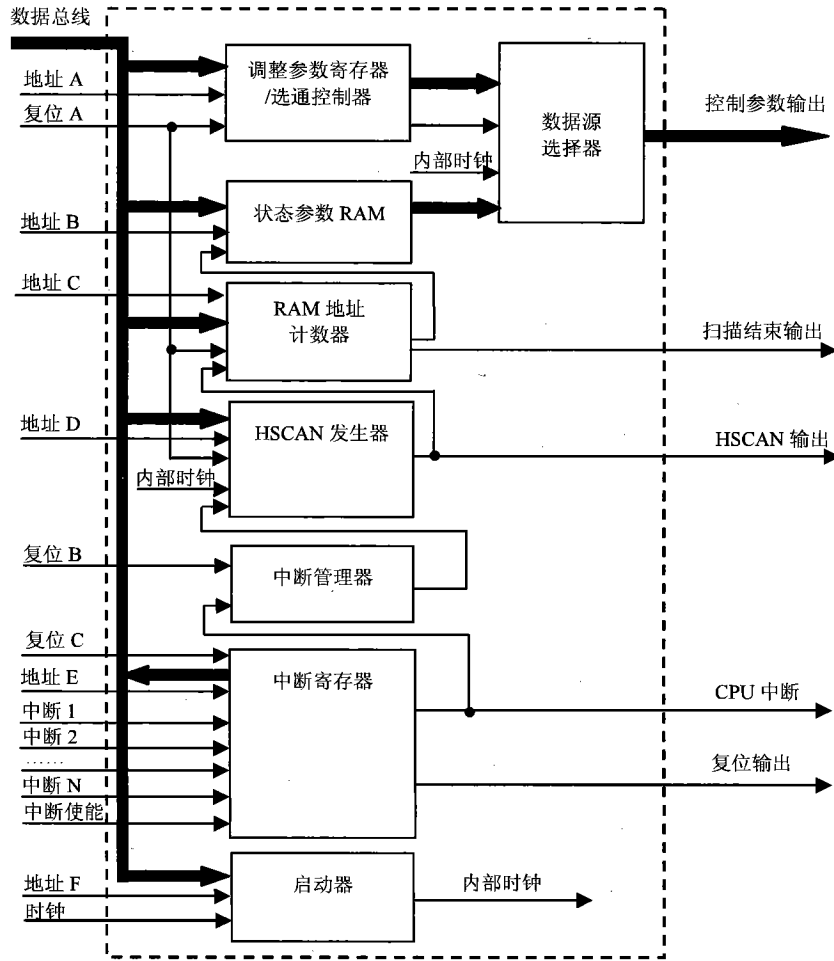 数据总线
地址 A
复位 A
调整参数寄存器
/选通控制器
数据源
选择器
控制参数输出
内部时钟
地址 B
状态参数 RAM
地址 C
RAM 地址
计数器
扫描结束输出
地址 D
HSCAN 发生器
HSCAN 输出
内部时钟
复位 B
中断管理器
复位 C
地址 E
中断 1
中断 2
……
中断 N
中断使能
中断寄存器
CPU 中断
复位输出
地址 F
时钟
启动器
内部时钟